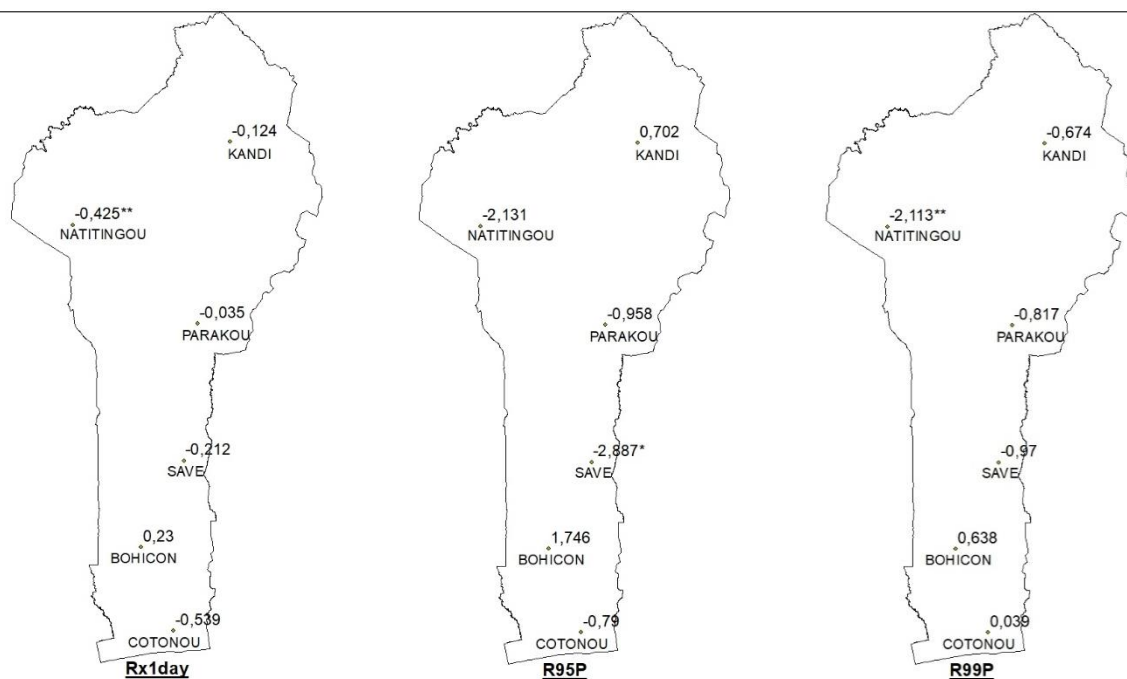 -0,124
KANDI
-0,425**
NATITINGOU
-0,035
PARAKOU
-0,212
SAVE
0,23
BOHICON
-0,539
COTONOU
Rx1day
0,702
KANDI
-2,131
NATITINGOU
-0,958
PARAKOU
-2,887*
SAVE
1,746
BOHICON
-0,79
COTONOU
R95P
-0,674
KANDI
-2,113**
NATITINGOU
-0,817
PARAKOU
-0,97
SAVE
0,638
BOHICON
0,039
COTONOU
R99P